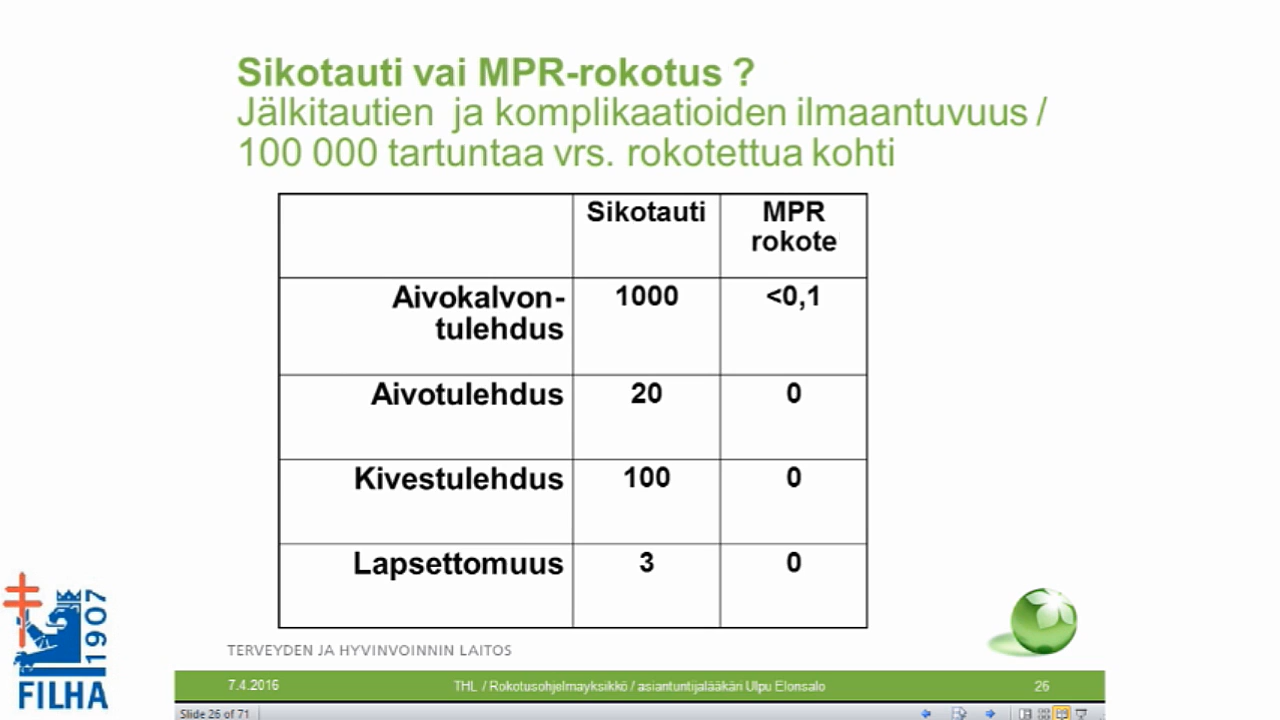 Sikotauti vai MPR-rokotus ?
Jälkitautien ja komplikaatioiden ilmaantuvuus /
100 000 tartuntaa vrs. rokotettua kohti
Sikotauti MPR
rokote
Aivokalvon- 1000 <0,1
tulehdus
Aivotulehdus 20 0
Kivestulehdus 100 0
Lapsettomuus 3 0
1907
FILHA
TERVEYDEN JA HYVINVOINNIN LAITOS
7.4.2016 THL / Rokotusohjelmayksikkö / asiantuntijalääkäri Ulpu Elonsalo 26
Slide 26 of 71